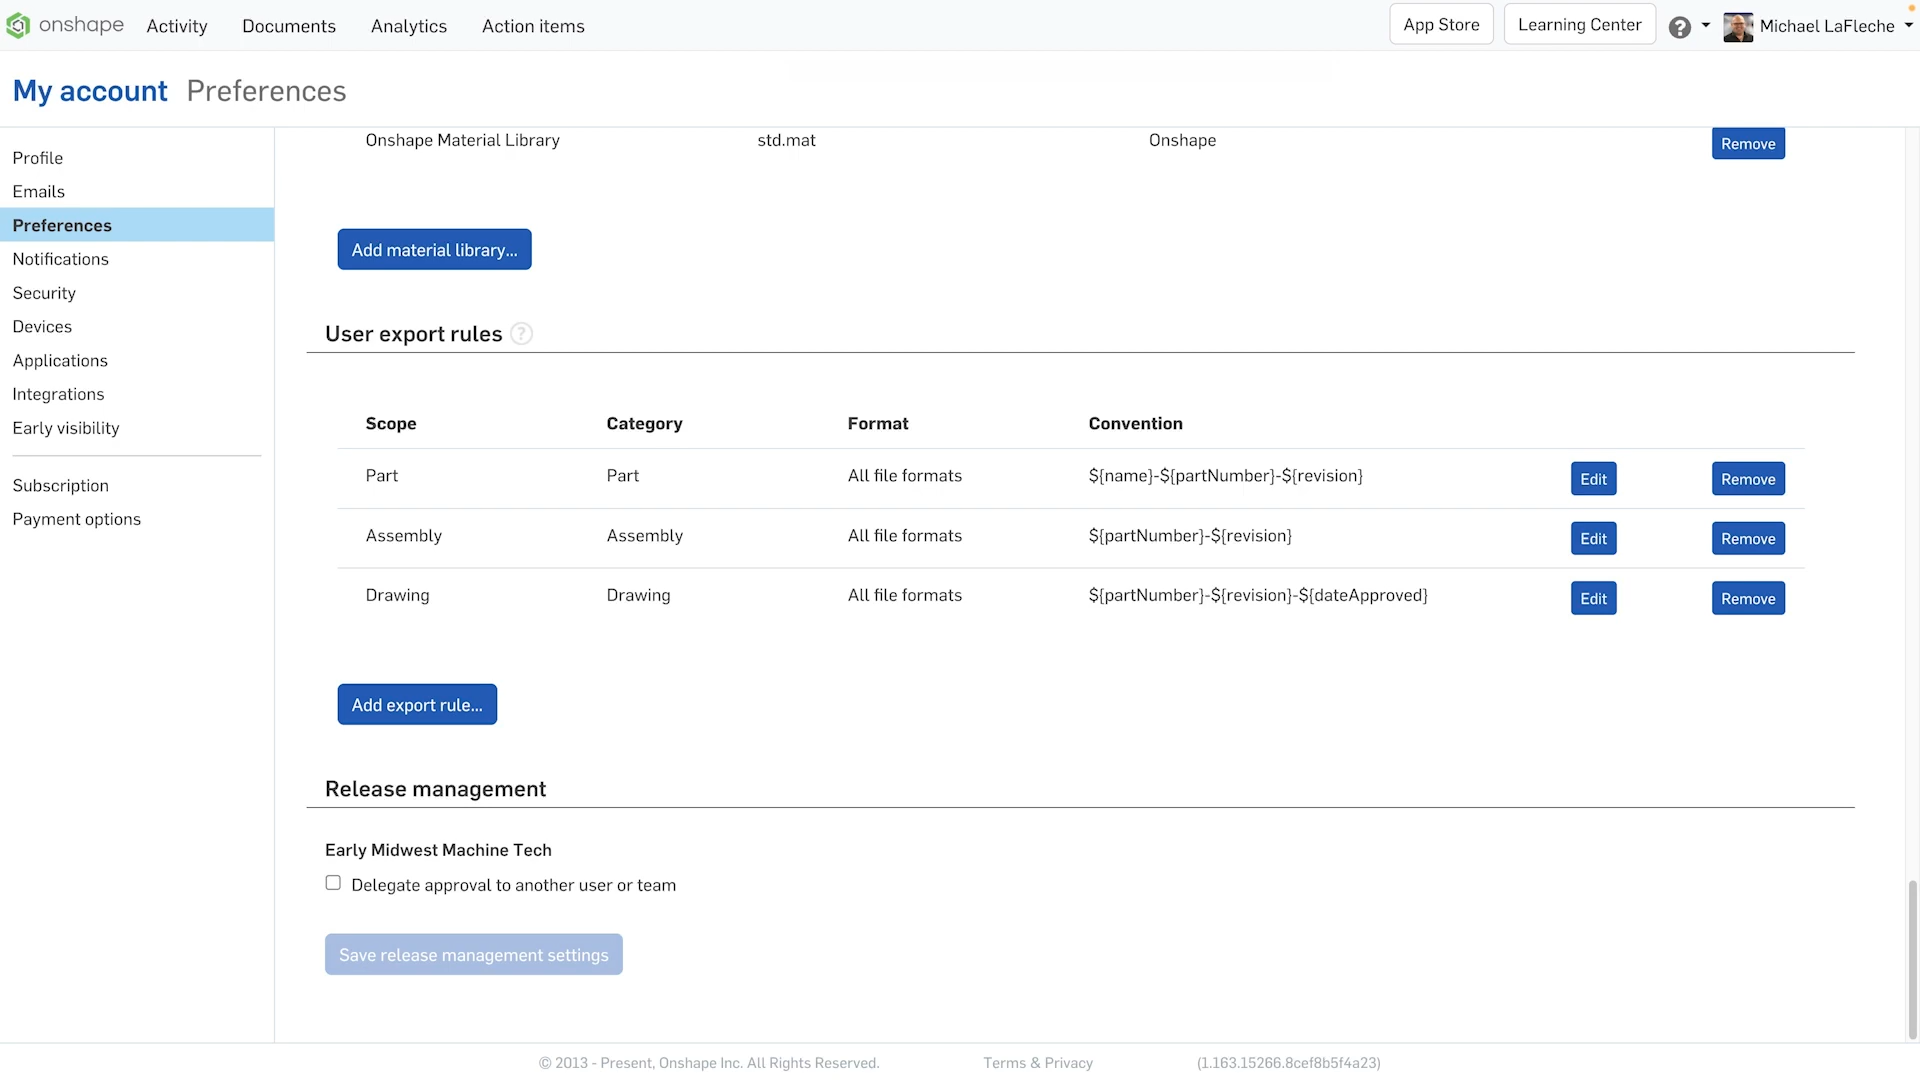 onshape Activity Documents Analytics Action items App Store Learning Center ? Michael LaFleche
My account Preferences
Profile
Emails
Preferences
Notifications
Security
Devices
Applications
Integrations
Early visibility
Subscription
Payment options
Onshape Material Library std.mat Onshape Remove
Add material library...
User export rules ?
Scope Category Format Convention
Part Part All file formats ${name}-${partNumber}-${revision} Edit Remove
Assembly Assembly All file formats ${partNumber}-${revision} Edit Remove
Drawing Drawing All file formats ${partNumber}-${revision}-${dateApproved} Edit Remove
Add export rule...
Release management
Early Midwest Machine Tech
Delegate approval to another user or team
Save release management settings
© 2013 - Present, Onshape Inc. All Rights Reserved. Terms & Privacy (1.163.15266.8cef8b5f4a23)